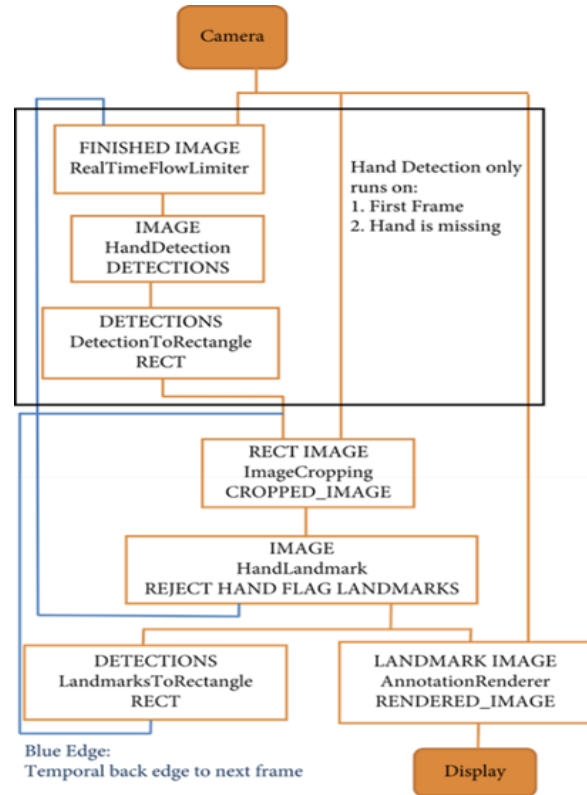 Camera
FINISHED IMAGE
RealTimeFlowLimiter
Hand Detection only
runs on:
1. First Frame
2. Hand is missing
IMAGE
HandDetection
DETECTIONS
DETECTIONS
DetectionToRectangle
RECT
RECT IMAGE
ImageCropping
CROPPED_IMAGE
IMAGE
HandLandmark
REJECT HAND FLAG LANDMARKS
DETECTIONS
LandmarksToRectangle
RECT
LANDMARK IMAGE
AnnotationRenderer
RENDERED_IMAGE
Blue Edge:
Temporal back edge to next frame
Display